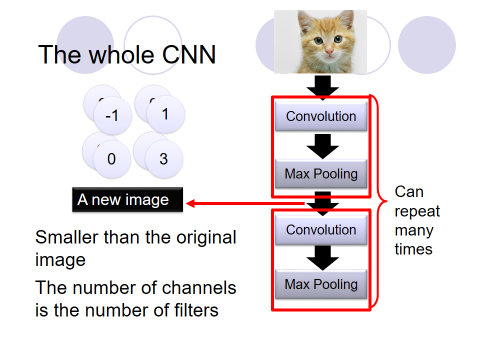 The whole CNN
-1
1
0
3
A new image
Smaller than the original
image
The number of channels
is the number of filters
Convolution
Max Pooling
Convolution
Max Pooling
Can
repeat
many
times